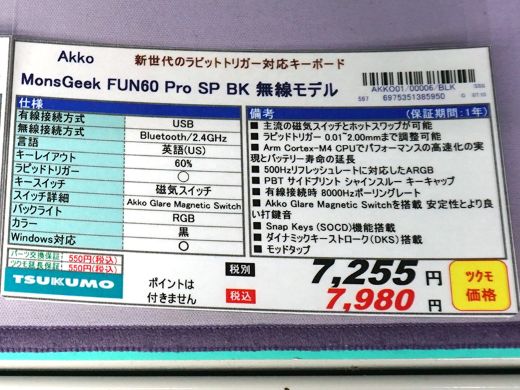 Akko 新世代のラピットトリガー対応キーボード
MonsGeek FUN60 Pro SP BK 無線モデル
AKKO01/00006/BLK
597 6975351385950
仕様
有線接続方式 USB
無線接続方式 Bluetooth/2.4GHz
言語 英語(US)
キーレイアウト 60%
ラピットトリガー ○
キースイッチ 磁気スイッチ
スイッチ詳細 Akko Glare Magnetic Switch
バックライト RGB
カラー 黒
Windows対応 ○
備考 (保証期間:1年)
■ 主流の磁気スイッチとホットスワップが可能
■ ラピッドトリガー 0.01~2.00mmまで調整可能
■ Arm Cortex-M4 CPUでパフォーマンスの高速化の実
現とバッテリー寿命の延長
■ 500Hzリフレッシュレートに対応したARGB
■ PBT サイドプリント シャインスルー キーキャップ
■ 有線接続時 8000Hzポーリングレート
■ Akko Glare Magnetic Switchを搭載 安定性とより良
い打鍵音
■ Snap Keys (SOCD)機能搭載
■ ダイナミックキーストローク(DKS)搭載
■ モッドタップ
パーツ交換保証: 550円(税込)
ツクモ延長保証: 550円(税込)
TSUKUMO
ポイントは
付きません
税別 7,255 円
税込 7,980 円
ツクモ
価格